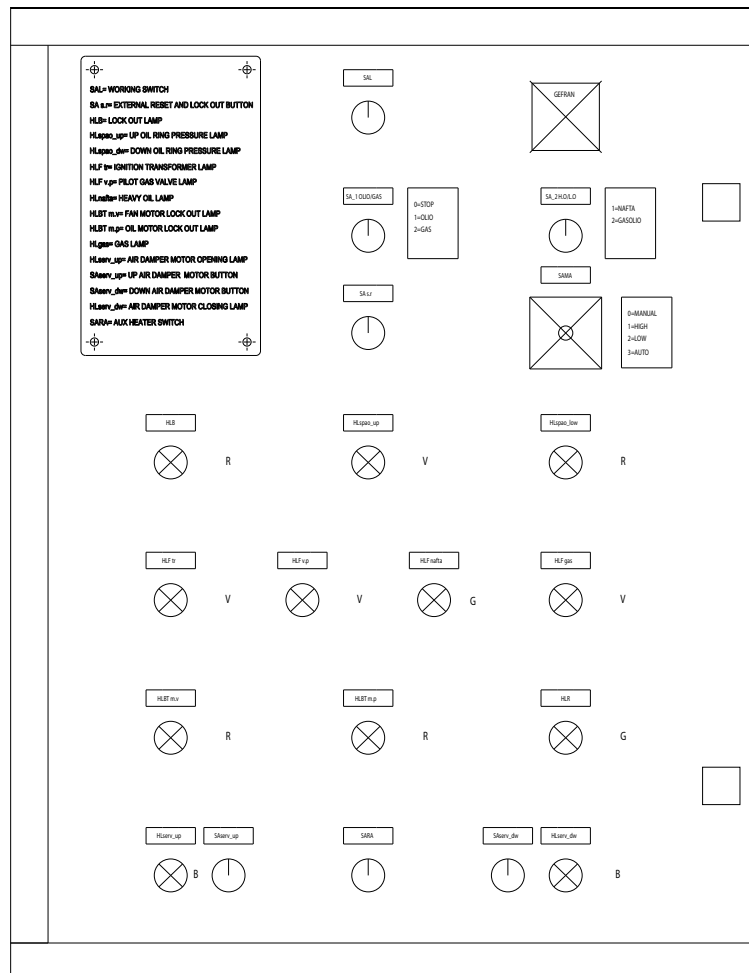 SAL= WORKING SWITCH
SA s.r= EXTERNAL RESET AND LOCK OUT BUTTON
HLB= LOCK OUT LAMP
HLspao_up= UP OIL RING PRESSURE LAMP
HLspao_dw= DOWN OIL RING PRESSURE LAMP
HLF tr= IGNITION TRANSFORMER LAMP
HLF v.p= PILOT GAS VALVE LAMP
HLnafta= HEAVY OIL LAMP
HLBT m.v= FAN MOTOR LOCK OUT LAMP
HLBT m.p= OIL MOTOR LOCK OUT LAMP
HLgas= GAS LAMP
HLserv_up= AIR DAMPER MOTOR OPENING LAMP
SAserv_up= UP AIR DAMPER MOTOR BUTTON
SAserv_dw= DOWN AIR DAMPER MOTOR BUTTON
HLserv_dw= AIR DAMPER MOTOR CLOSING LAMP
SARA= AUX HEATER SWITCH
SAL
GEFRAN
SA_1 OLIO/GAS
0=STOP
1=OLIO
2=GAS
SA_2 H.O/L.O
1=NAFTA
2=GASOLIO
SA s.r
SAMA
0=MANUAL
1=HIGH
2=LOW
3=AUTO
HLB
HLspao_up
HLspao_low
R
V
R
HLF tr
HLF v.p
HLF nafta
HLF gas
V
V
G
V
HLBT m.v
HLBT m.p
HLR
R
R
G
HLserv_up
SAserv_up
SARA
SAserv_dw
HLserv_dw
B
B